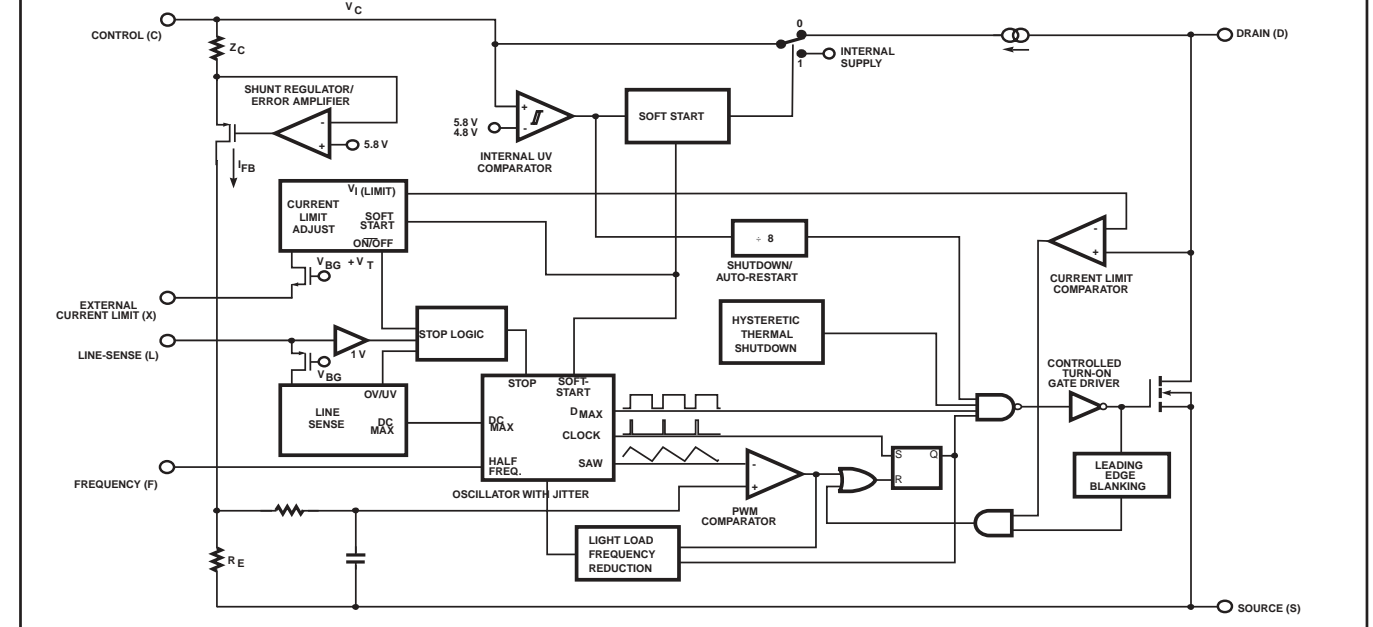 V C
CONTROL (C)
Z C
0
1
INTERNAL
SUPPLY
DRAIN (D)
SHUNT REGULATOR/
ERROR AMPLIFIER
-
+
5.8 V
I FB
5.8 V
4.8 V
+
-
INTERNAL UV
COMPARATOR
SOFT START
V I (LIMIT)
CURRENT
LIMIT
ADJUST
SOFT
START
ON/OFF
V BG + V T
÷ 8
SHUTDOWN/
AUTO-RESTART
-
+
CURRENT LIMIT
COMPARATOR
EXTERNAL
CURRENT LIMIT (X)
LINE-SENSE (L)
1 V
V BG
STOP LOGIC
HYSTERETIC
THERMAL
SHUTDOWN
CONTROLLED
TURN-ON
GATE DRIVER
OV/UV
LINE
SENSE
DC
MAX
STOP
SOFT-
START
DC
MAX
D MAX
CLOCK
HALF
FREQ.
SAW
OSCILLATOR WITH JITTER
FREQUENCY (F)
-
+
PWM
COMPARATOR
S
Q
R
LEADING
EDGE
BLANKING
LIGHT LOAD
FREQUENCY
REDUCTION
R E
SOURCE (S)